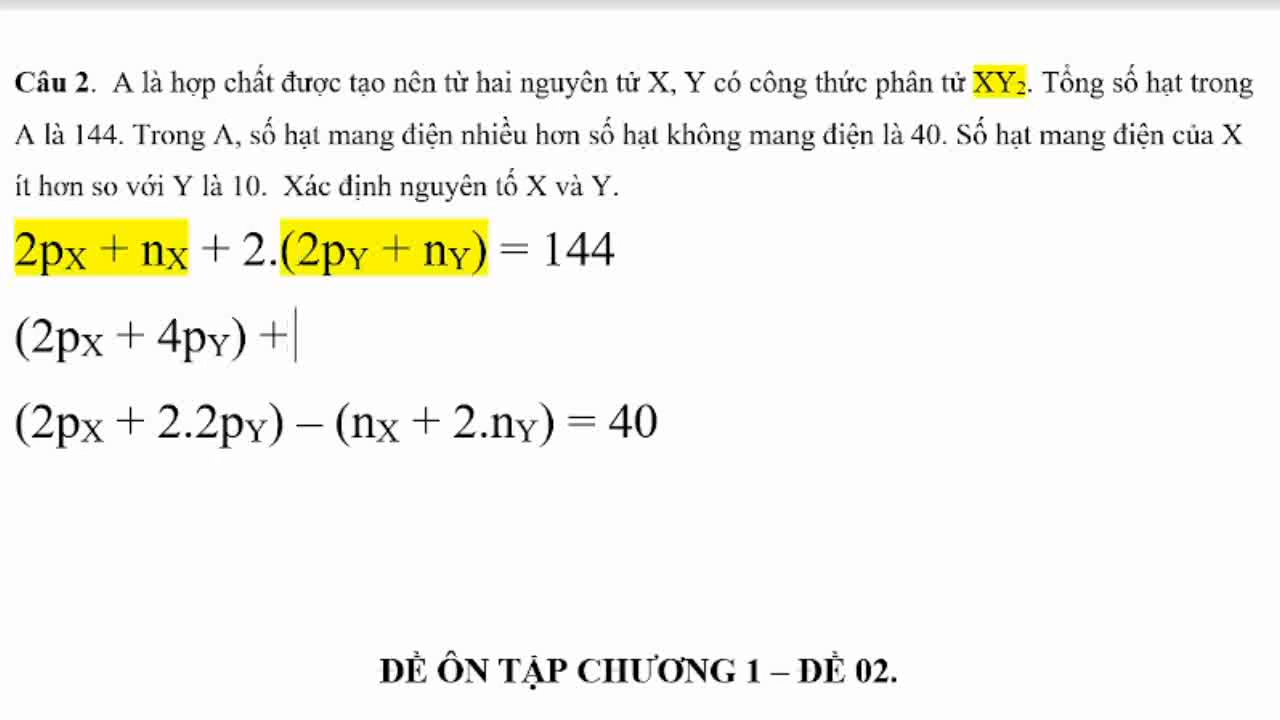 Câu 2. A là hợp chất được tạo nên từ hai nguyên tử X, Y có công thức phân tử XY₂. Tổng số hạt trong
A là 144. Trong A, số hạt mang điện nhiều hơn số hạt không mang điện là 40. Số hạt mang điện của X
ít hơn so với Y là 10. Xác định nguyên tố X và Y.
2pX + nX + 2.(2pY + nY) = 144
(2pX + 4pY) +
(2pX + 2.2pY) – (nX + 2.nY) = 40
ĐỀ ÔN TẬP CHƯƠNG 1 – ĐỀ 02.